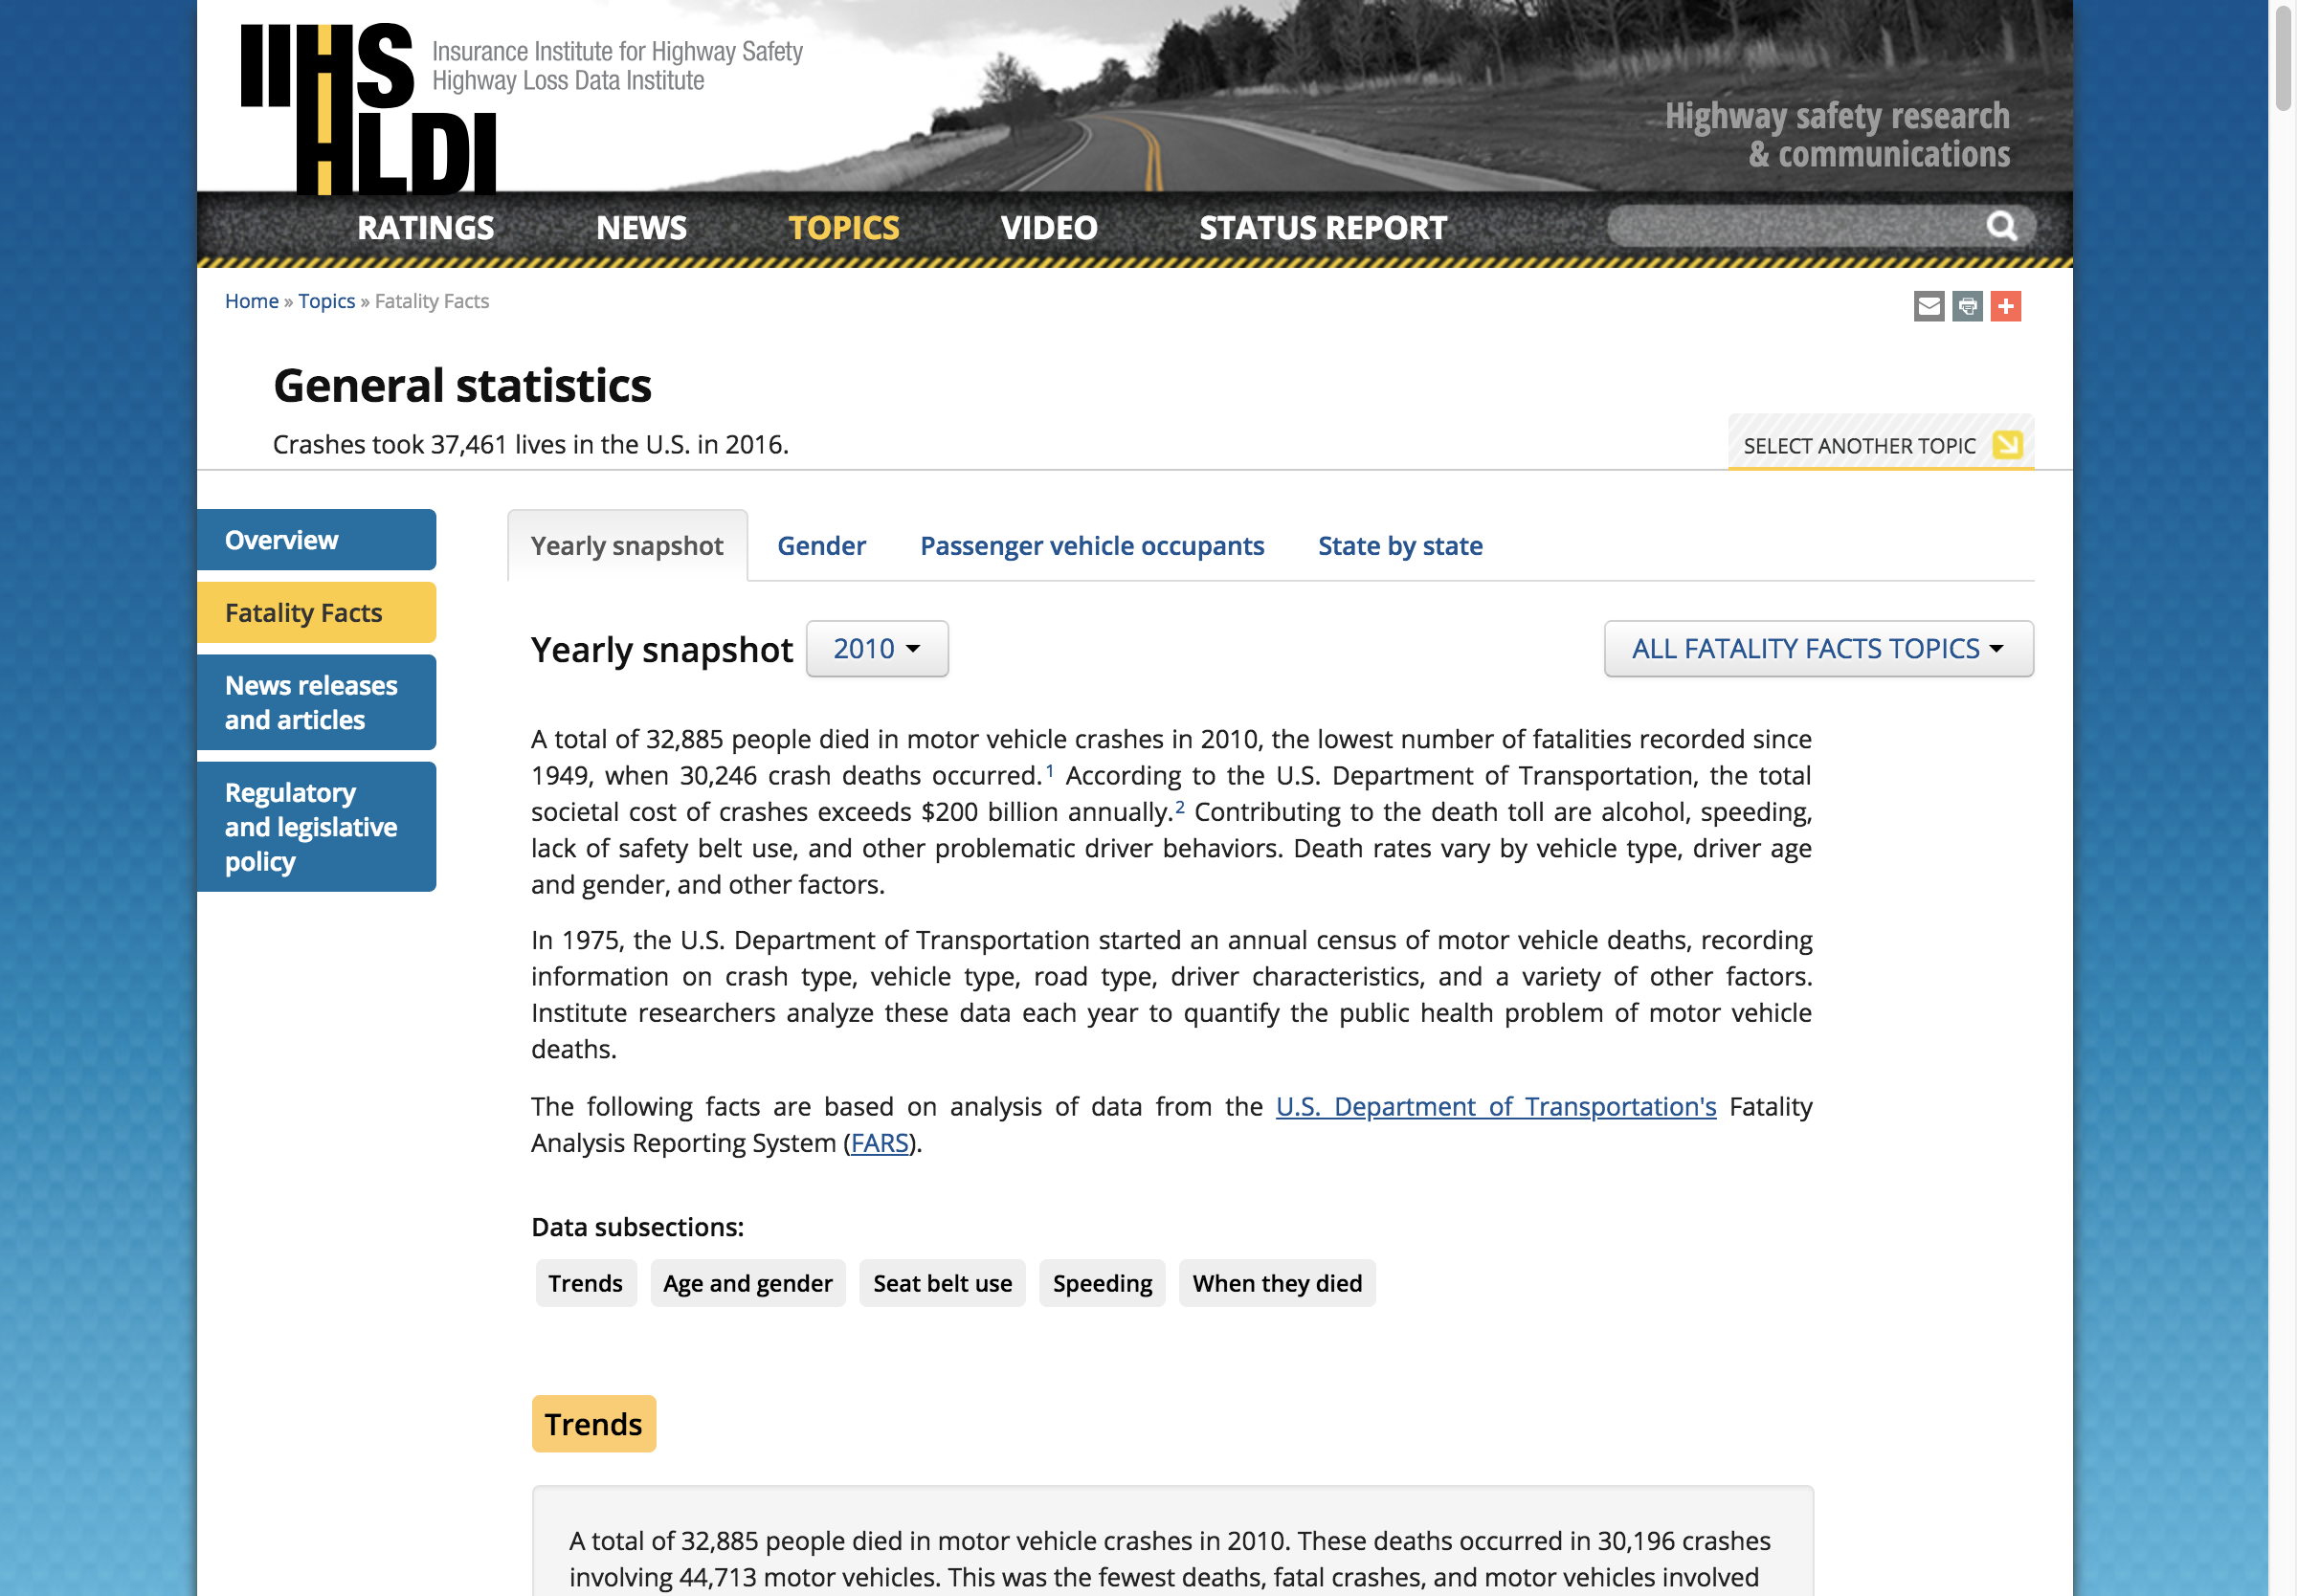 IIHS
HLDI
Insurance Institute for Highway Safety
Highway Loss Data Institute
Highway safety research
& communications
RATINGS NEWS TOPICS VIDEO STATUS REPORT
Home » Topics » Fatality Facts
General statistics
Crashes took 37,461 lives in the U.S. in 2016.
SELECT ANOTHER TOPIC
Overview
Fatality Facts
News releases
and articles
Regulatory
and legislative
policy
Yearly snapshot Gender Passenger vehicle occupants State by state
Yearly snapshot 2010 ALL FATALITY FACTS TOPICS
A total of 32,885 people died in motor vehicle crashes in 2010, the lowest number of fatalities recorded since
1949, when 30,246 crash deaths occurred.1 According to the U.S. Department of Transportation, the total
societal cost of crashes exceeds $200 billion annually.2 Contributing to the death toll are alcohol, speeding,
lack of safety belt use, and other problematic driver behaviors. Death rates vary by vehicle type, driver age
and gender, and other factors.
In 1975, the U.S. Department of Transportation started an annual census of motor vehicle deaths, recording
information on crash type, vehicle type, road type, driver characteristics, and a variety of other factors.
Institute researchers analyze these data each year to quantify the public health problem of motor vehicle
deaths.
The following facts are based on analysis of data from the U.S. Department of Transportation's Fatality
Analysis Reporting System (FARS).
Data subsections:
Trends Age and gender Seat belt use Speeding When they died
Trends
A total of 32,885 people died in motor vehicle crashes in 2010. These deaths occurred in 30,196 crashes
involving 44,713 motor vehicles. This was the fewest deaths, fatal crashes, and motor vehicles involved